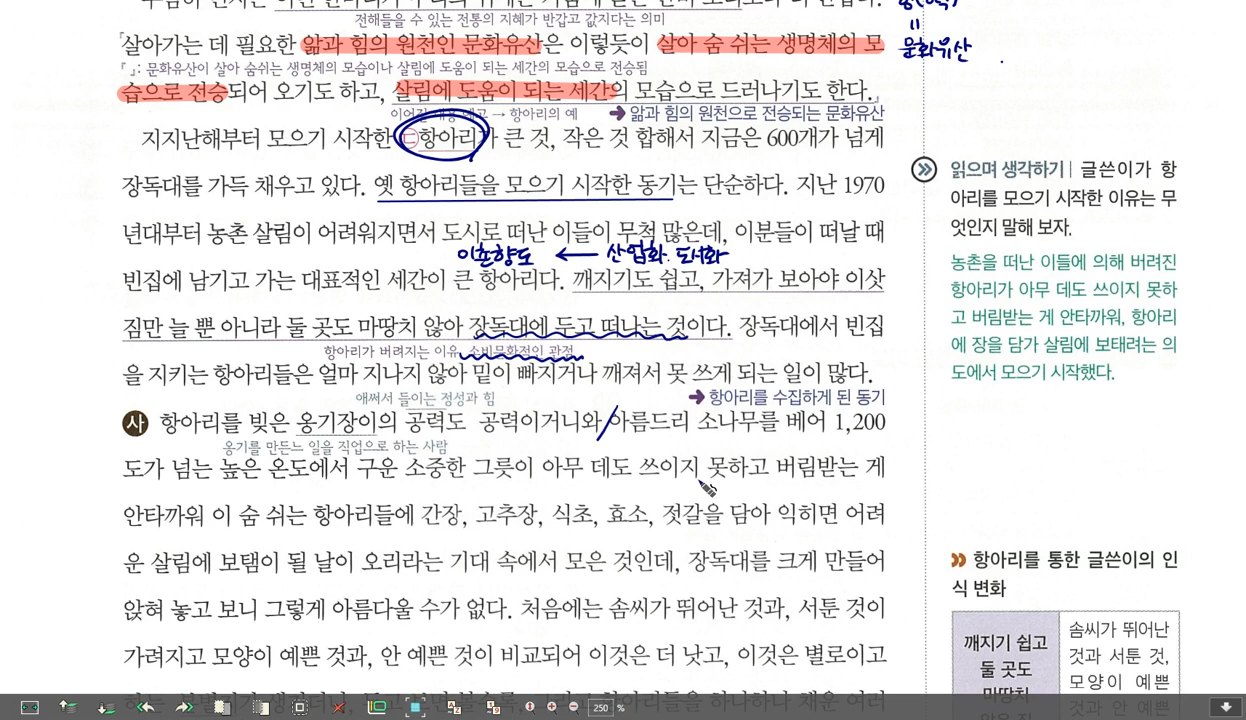 전해들을 수 있는 전통의 지혜가 반갑고 값지다는 의미
『살아가는 데 필요한 앎과 힘의 원천인 문화유산은 이렇듯이 살아 숨 쉬는 생명체의 모
문화유산
『 』: 문화유산이 살아 숨쉬는 생명체의 모습이나 살림에 도움이 되는 세간의 모습으로 전승됨
습으로 전승되어 오기도 하고, 살림에 도움이 되는 세간의 모습으로 드러나기도 한다.』
이어질 내용 예고 → 항아리의 예
➔ 앎과 힘의 원천으로 전승되는 문화유산
지지난해부터 모으기 시작한 ㉢항아리가 큰 것, 작은 것 합해서 지금은 600개가 넘게
장독대를 가득 채우고 있다. 옛 항아리들을 모으기 시작한 동기는 단순하다. 지난 1970
년대부터 농촌 살림이 어려워지면서 도시로 떠난 이들이 무척 많은데, 이분들이 떠날 때
이촌향도 ← 산업화. 도시화
빈집에 남기고 가는 대표적인 세간이 큰 항아리다. 깨지기도 쉽고, 가져가 보아야 이삿
짐만 늘 뿐 아니라 둘 곳도 마땅치 않아 장독대에 두고 떠나는 것이다. 장독대에서 빈집
항아리가 버려지는 이유, 소비문화적인 관점
을 지키는 항아리들은 얼마 지나지 않아 밑이 빠지거나 깨져서 못 쓰게 되는 일이 많다.
애써서 들이는 정성과 힘
➔ 항아리를 수집하게 된 동기
사 항아리를 빚은 옹기장이의 공력도 공력이거니와/아름드리 소나무를 베어 1,200
옹기를 만든느 일을 직업으로 하는 사람
도가 넘는 높은 온도에서 구운 소중한 그릇이 아무 데도 쓰이지 못하고 버림받는 게
안타까워 이 숨 쉬는 항아리들에 간장, 고추장, 식초, 효소, 젓갈을 담아 익히면 어려
운 살림에 보탬이 될 날이 오리라는 기대 속에서 모은 것인데, 장독대를 크게 만들어
앉혀 놓고 보니 그렇게 아름다울 수가 없다. 처음에는 솜씨가 뛰어난 것과, 서툰 것이
가려지고 모양이 예쁜 것과, 안 예쁜 것이 비교되어 이것은 더 낫고, 이것은 별로이고
읽으며 생각하기 | 글쓴이가 항
아리를 모으기 시작한 이유는 무
엇인지 말해 보자.
농촌을 떠난 이들에 의해 버려진
항아리가 아무 데도 쓰이지 못하
고 버림받는 게 안타까워, 항아리
에 장을 담가 살림에 보태려는 의
도에서 모으기 시작했다.
항아리를 통한 글쓴이의 인
식 변화
깨지기 쉽고
둘 곳도
마땅치
솜씨가 뛰어난
것과 서툰 것,
모양이 예쁜
것과 안 예쁜
250 %